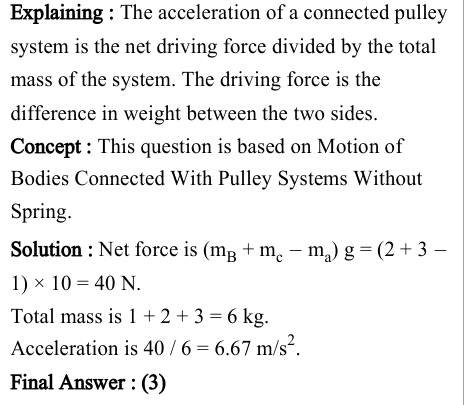 Explaining : The acceleration of a connected pulley
system is the net driving force divided by the total
mass of the system. The driving force is the
difference in weight between the two sides.
Concept : This question is based on Motion of
Bodies Connected With Pulley Systems Without
Spring.
Solution : Net force is (m_B + m_c − m_a) g = (2 + 3 −
1) × 10 = 40 N.
Total mass is 1 + 2 + 3 = 6 kg.
Acceleration is 40 / 6 = 6.67 m/s².
Final Answer : (3)